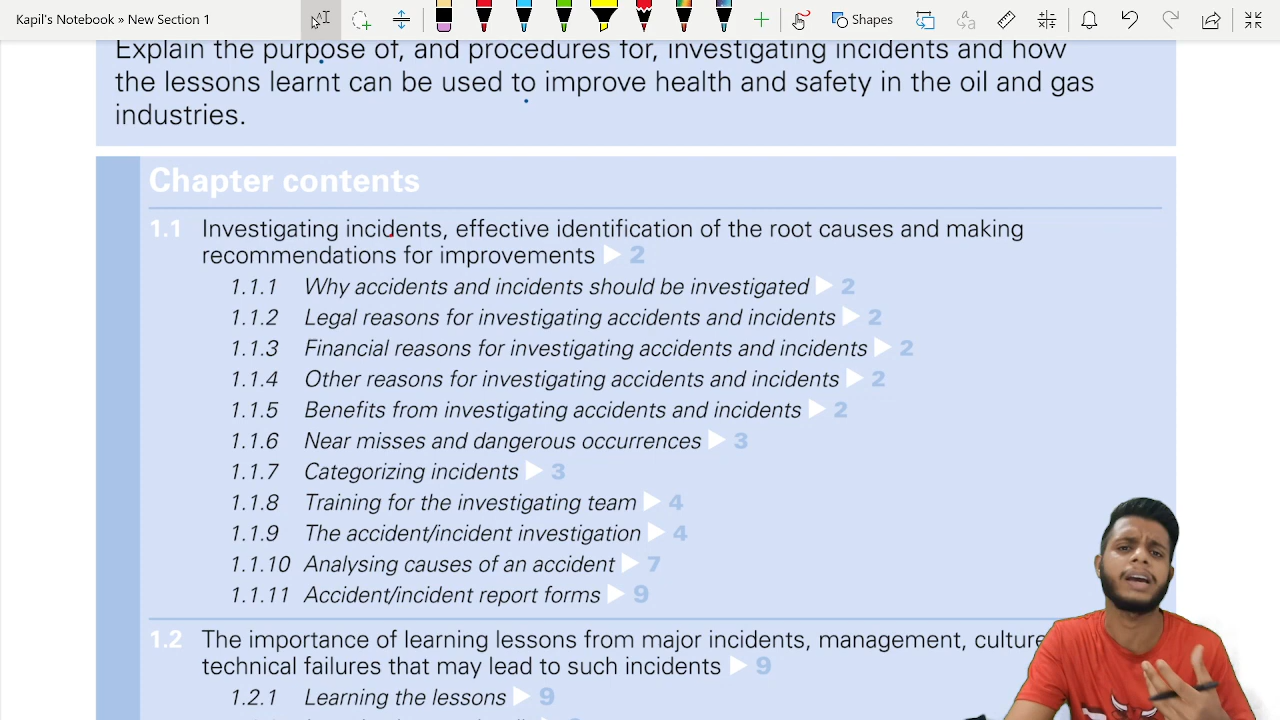 Kapil's Notebook » New Section 1
Shapes
Explain the purpose of, and procedures for, investigating incidents and how
the lessons learnt can be used to improve health and safety in the oil and gas
industries.
Chapter contents
1.1 Investigating incidents, effective identification of the root causes and making
recommendations for improvements ▶ 2
1.1.1 Why accidents and incidents should be investigated ▶ 2
1.1.2 Legal reasons for investigating accidents and incidents ▶ 2
1.1.3 Financial reasons for investigating accidents and incidents ▶ 2
1.1.4 Other reasons for investigating accidents and incidents ▶ 2
1.1.5 Benefits from investigating accidents and incidents ▶ 2
1.1.6 Near misses and dangerous occurrences ▶ 3
1.1.7 Categorizing incidents ▶ 3
1.1.8 Training for the investigating team ▶ 4
1.1.9 The accident/incident investigation ▶ 4
1.1.10 Analysing causes of an accident ▶ 7
1.1.11 Accident/incident report forms ▶ 9
1.2 The importance of learning lessons from major incidents, management, culture
technical failures that may lead to such incidents ▶ 9
1.2.1 Learning the lessons ▶ 9